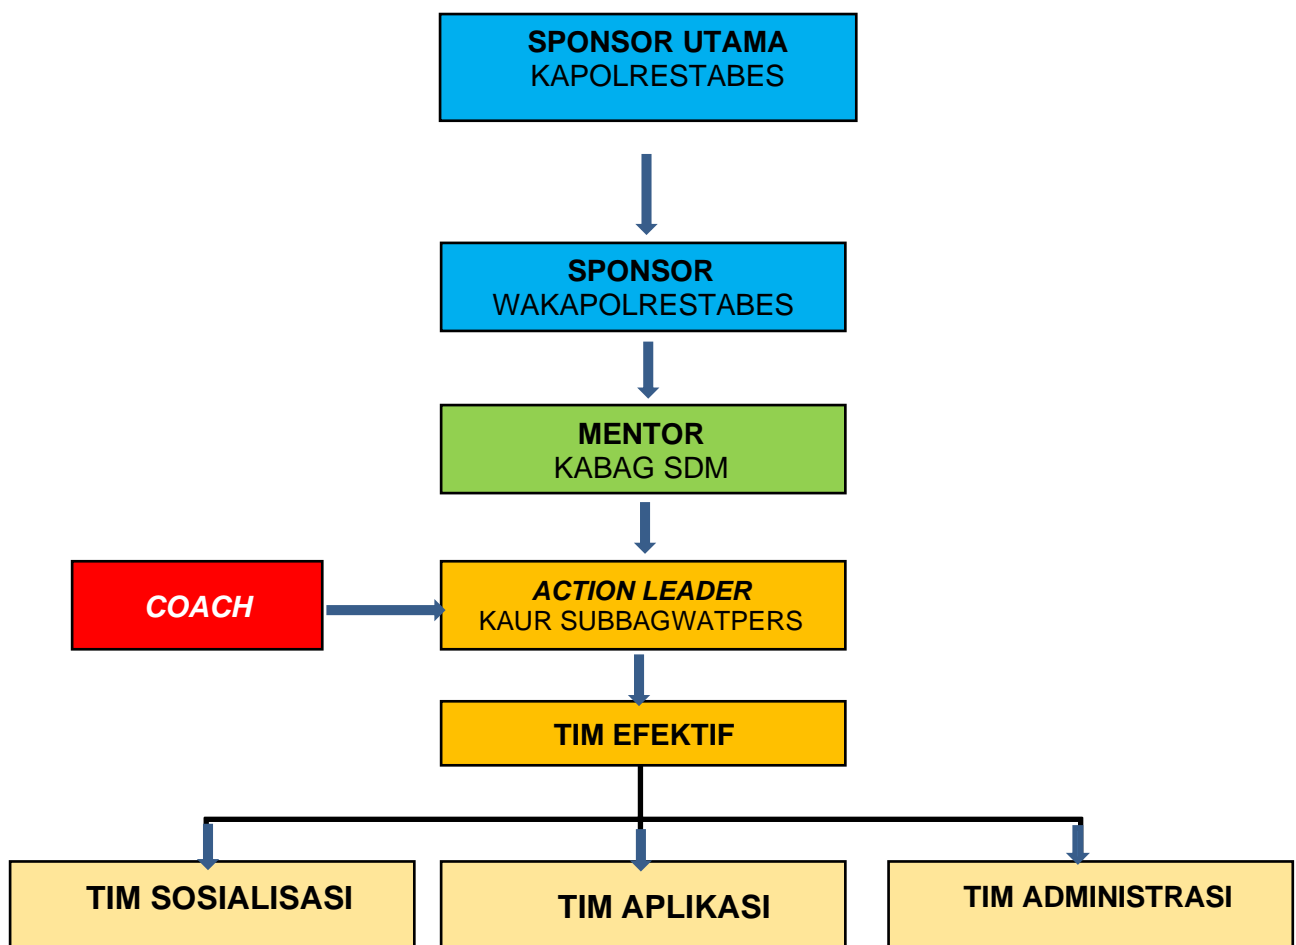 SPONSOR UTAMA
KAPOLRESTABES
SPONSOR
WAKAPOLRESTABES
MENTOR
KABAG SDM
COACH
ACTION LEADER
KAUR SUBBAGWATPERS
TIM EFEKTIF
TIM SOSIALISASI
TIM APLIKASI
TIM ADMINISTRASI